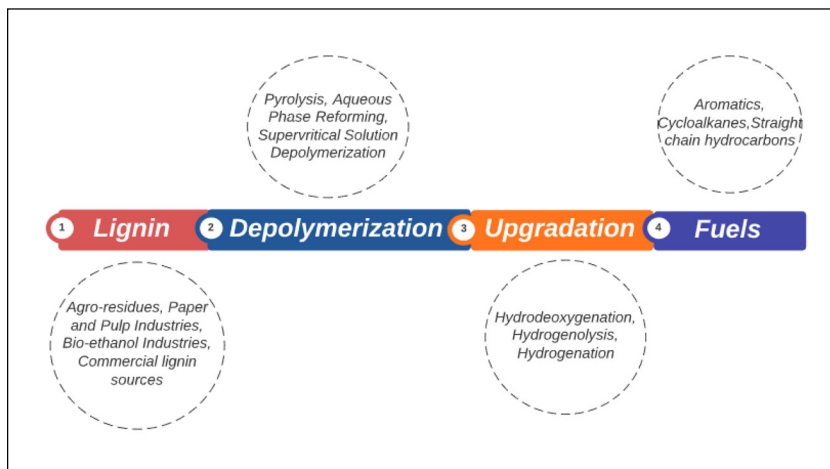 Pyrolysis, Aqueous
Phase Reforming,
Supervritical Solution
Depolymerization
Aromatics,
Cycloalkanes,Straight
chain hydrocarbons
1 Lignin
2 Depolymerization
3 Upgradation
4 Fuels
Agro-residues, Paper
and Pulp Industries,
Bio-ethanol Industries,
Commercial lignin
sources
Hydrodeoxygenation,
Hydrogenolysis,
Hydrogenation